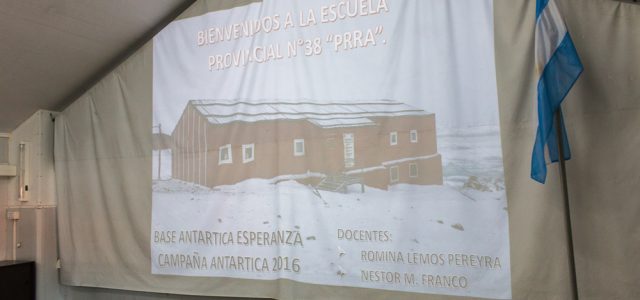 BIENVENIDOS A LA ESCUELA
PROVINCIAL N°38 "PRRA".
BASE ANTARTICA ESPERANZA
CAMPAÑA ANTARTICA 2016
DOCENTES:
ROMINA LEMOS PEREYRA
NESTOR M. FRANCO